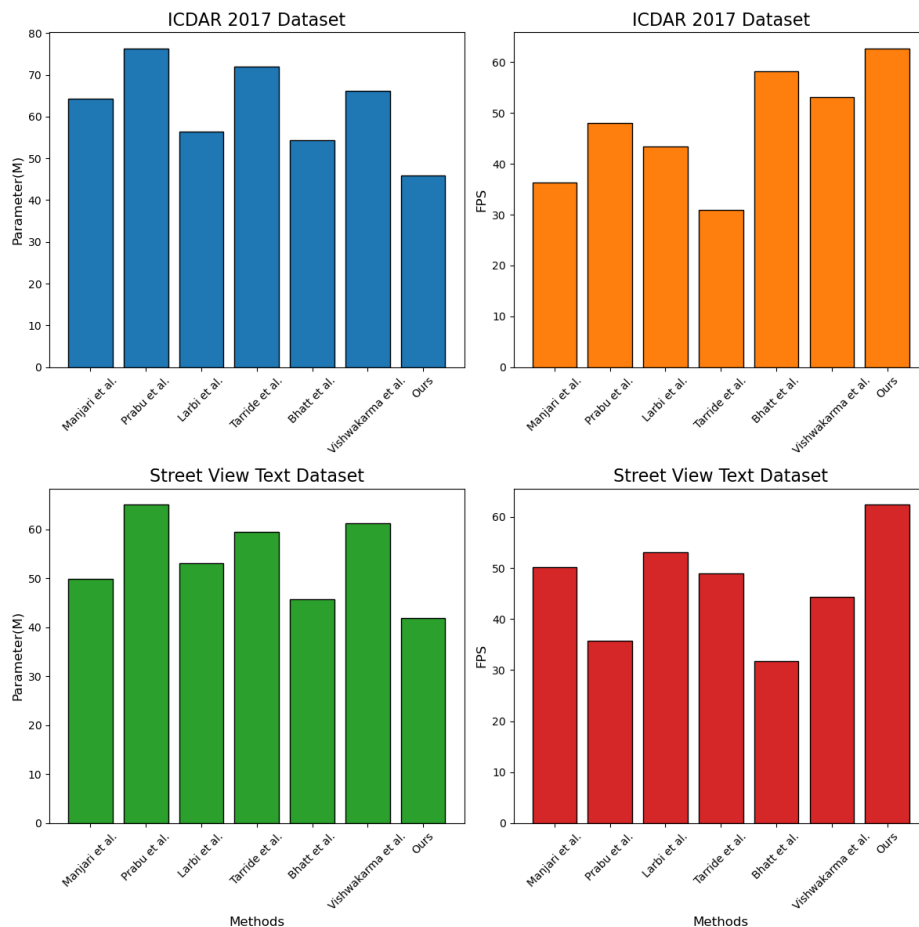 ICDAR 2017 Dataset
Parameter(M)
80
70
60
50
40
30
20
10
0
Manjari et al.
Prabu et al.
Larbi et al.
Tarride et al.
Bhatt et al.
Vishwakarma et al.
Ours
ICDAR 2017 Dataset
FPS
60
50
40
30
20
10
0
Manjari et al.
Prabu et al.
Larbi et al.
Tarride et al.
Bhatt et al.
Vishwakarma et al.
Ours
Street View Text Dataset
Parameter(M)
60
50
40
30
20
10
0
Manjari et al.
Prabu et al.
Larbi et al.
Tarride et al.
Bhatt et al.
Vishwakarma et al.
Ours
Methods
Street View Text Dataset
FPS
60
50
40
30
20
10
0
Manjari et al.
Prabu et al.
Larbi et al.
Tarride et al.
Bhatt et al.
Vishwakarma et al.
Ours
Methods